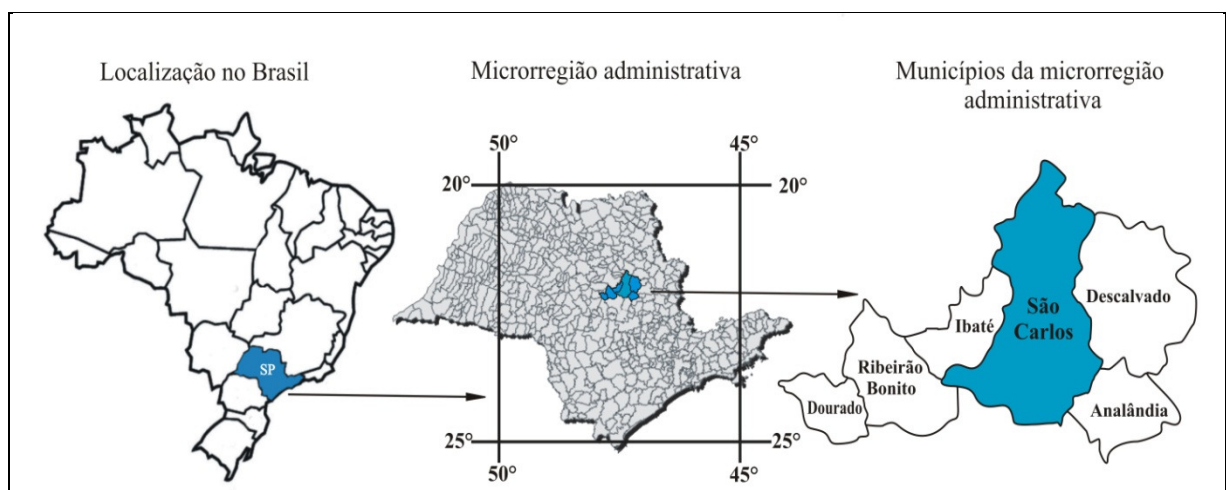 Localização no Brasil
SP
Microrregião administrativa
50°
45°
20°
20°
25°
25°
50°
45°
Municípios da microrregião
administrativa
São
Carlos
Descalvado
Ibaté
Ribeirão
Bonito
Dourado
Analândia